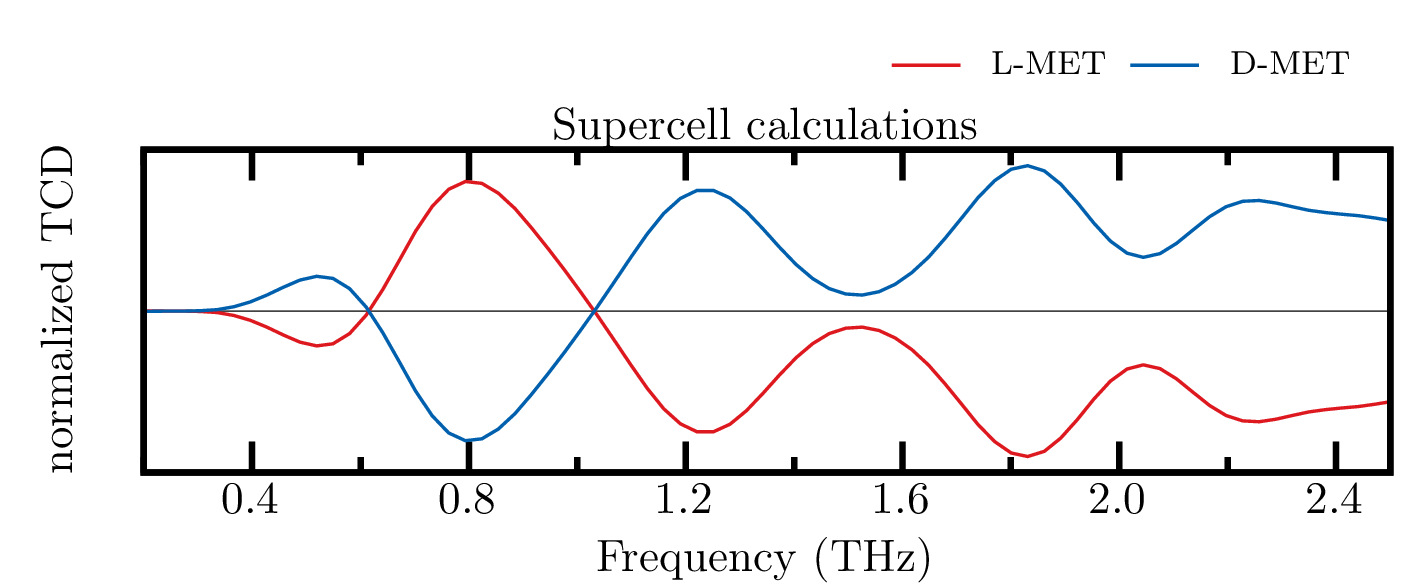 L-MET D-MET
Supercell calculations
normalized TCD
0.4 0.8 1.2 1.6 2.0 2.4
Frequency (THz)